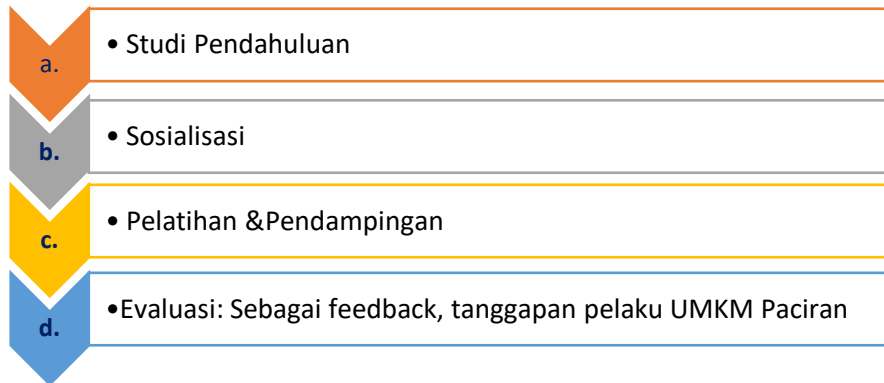 a. • Studi Pendahuluan
b. • Sosialisasi
c. • Pelatihan &Pendampingan
d. •Evaluasi: Sebagai feedback, tanggapan pelaku UMKM Paciran